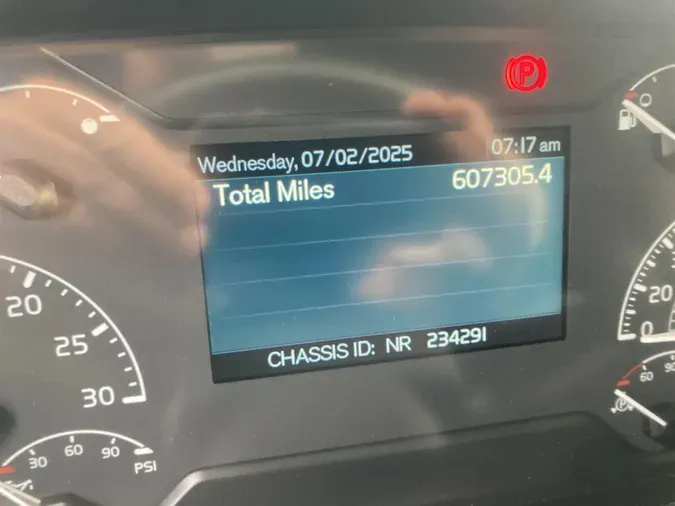 P
Wednesday, 07/02/2025 07:17 am
Total Miles 607305.4
CHASSIS ID: NR 234291
20
25
30
30 60 90
PSI
20
0
60 90
P